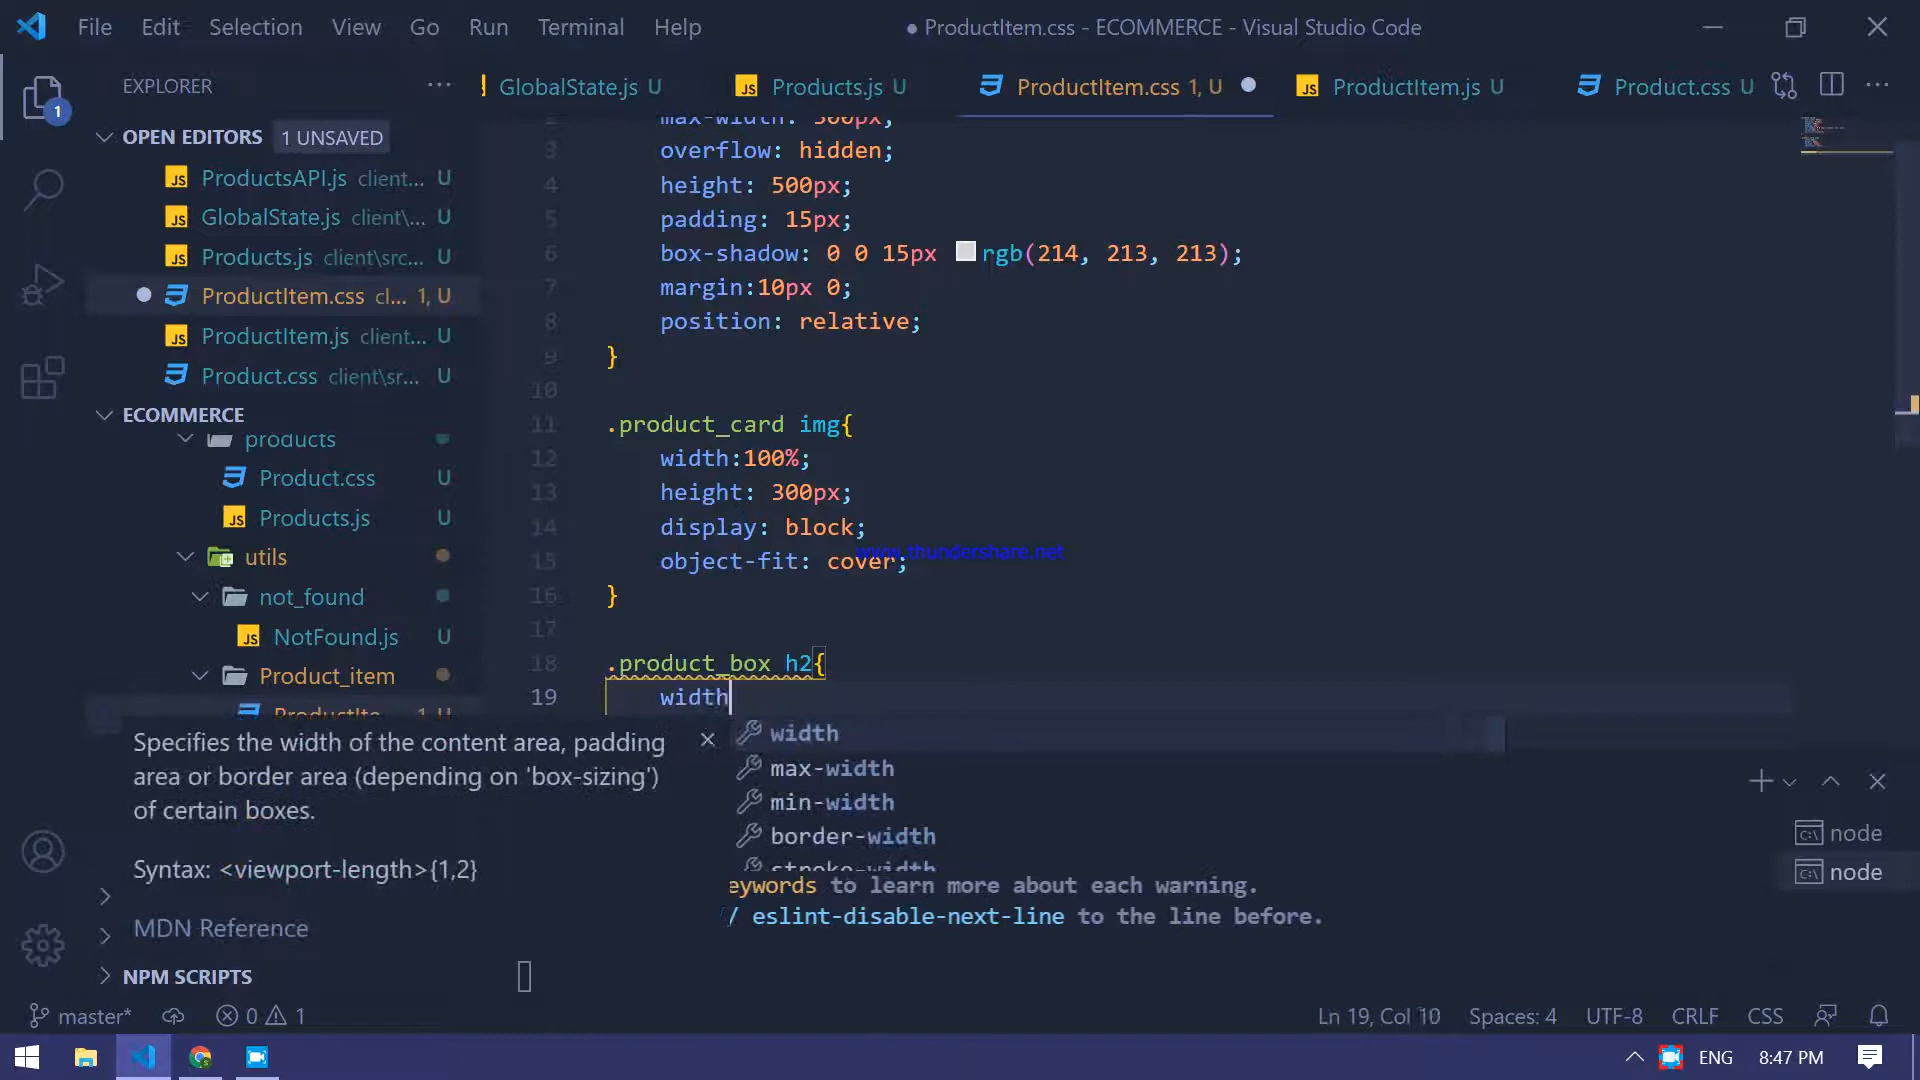 File Edit Selection View Go Run Terminal Help
● ProductItem.css - ECOMMERCE - Visual Studio Code
EXPLORER
GlobalState.js U
Products.js U
ProductItem.css 1, U
ProductItem.js U
Product.css U
1
OPEN EDITORS 1 UNSAVED
ProductsAPI.js client... U
GlobalState.js client\... U
Products.js client\src... U
ProductItem.css cl... 1, U
ProductItem.js client... U
Product.css client\sr... U
ECOMMERCE
products
Product.css U
Products.js U
utils
not_found
NotFound.js U
Product_item
ProductIte 1, U
2 max-width: 300px;
3 overflow: hidden;
4 height: 500px;
5 padding: 15px;
6 box-shadow: 0 0 15px rgb(214, 213, 213);
7 margin:10px 0;
8 position: relative;
9 }
10
11 .product_card img{
12 width:100%;
13 height: 300px;
14 display: block;
www.thundershare.net
15 object-fit: cover;
16 }
17
18 .product_box h2{
19 width
Specifies the width of the content area, padding
area or border area (depending on 'box-sizing')
of certain boxes.
Syntax: <viewport-length>{1,2}
MDN Reference
width
max-width
min-width
border-width
stroke-width
eywords to learn more about each warning.
/ eslint-disable-next-line to the line before.
node
node
NPM SCRIPTS
master* 0 1
Ln 19, Col 10 Spaces: 4 UTF-8 CRLF CSS
ENG 8:47 PM